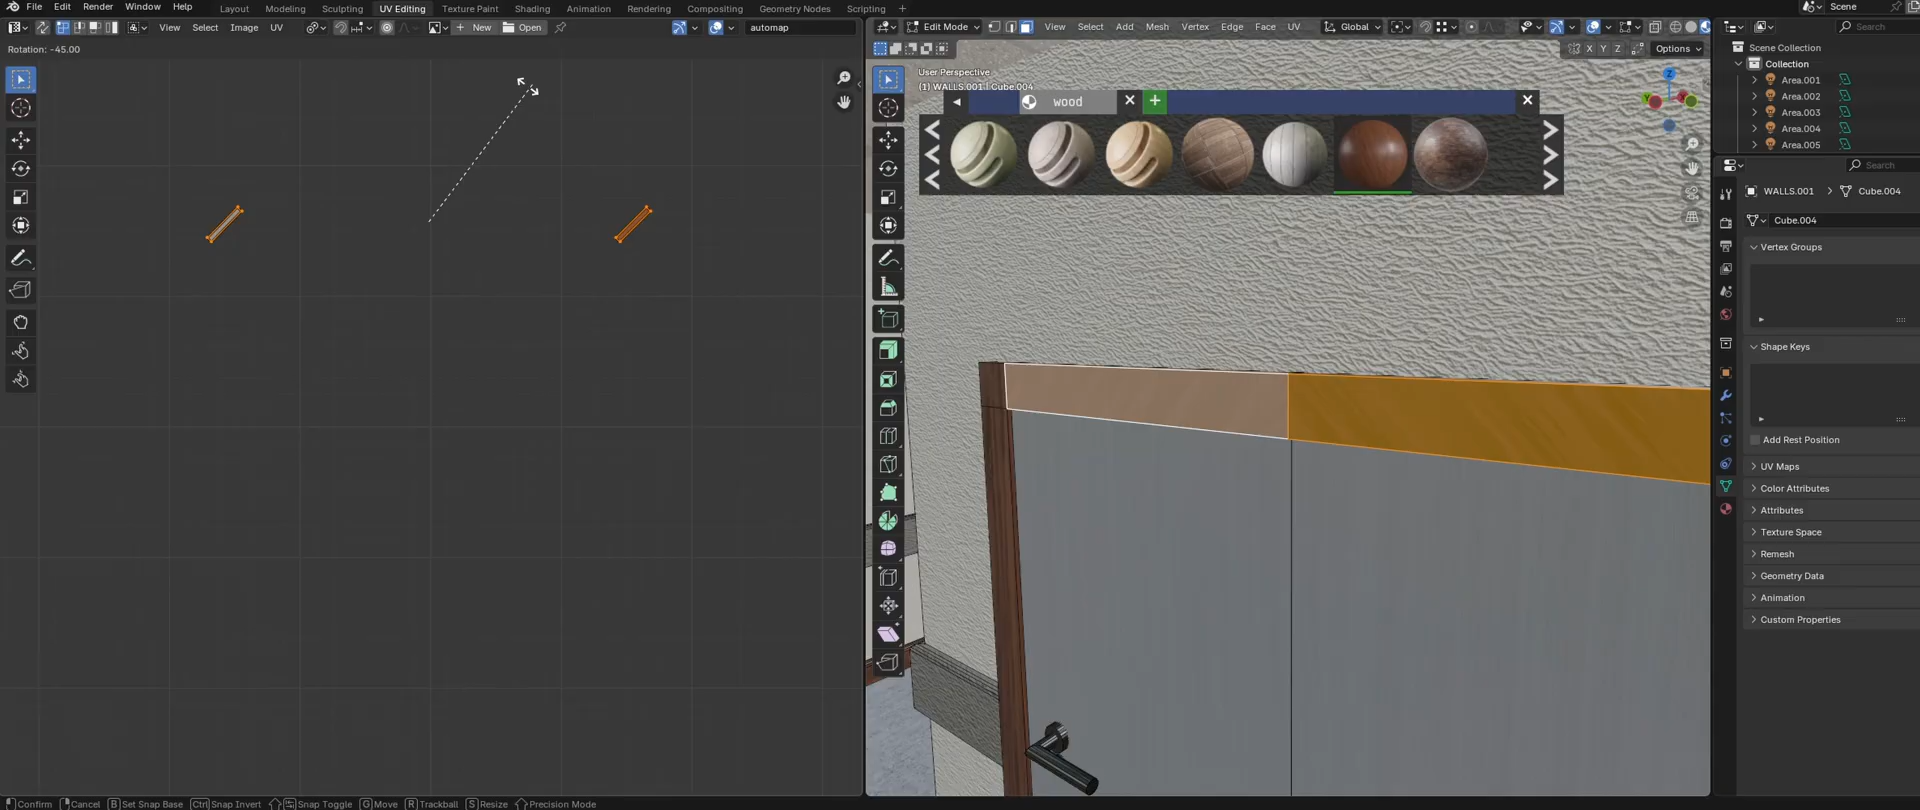 File Edit Render Window Help Layout Modeling Sculpting UV Editing Texture Paint Shading Animation Rendering Compositing Geometry Nodes Scripting + Scene
View Select Image UV New Open automap
Edit Mode View Select Add Mesh Vertex Edge Face UV Global Search
Rotation: -45.00
X Y Z Options
Scene Collection
Collection
Area.001
Area.002
Area.003
Area.004
Area.005
User Perspective
(1) WALLS.001 | Cube.004
wood
Z
Search
WALLS.001 Cube.004
Cube.004
Vertex Groups
Shape Keys
Add Rest Position
UV Maps
Color Attributes
Attributes
Texture Space
Remesh
Geometry Data
Animation
Custom Properties
Confirm Cancel B Set Snap Base Ctrl Snap Invert Snap Toggle G Move R Trackball S Resize Precision Mode